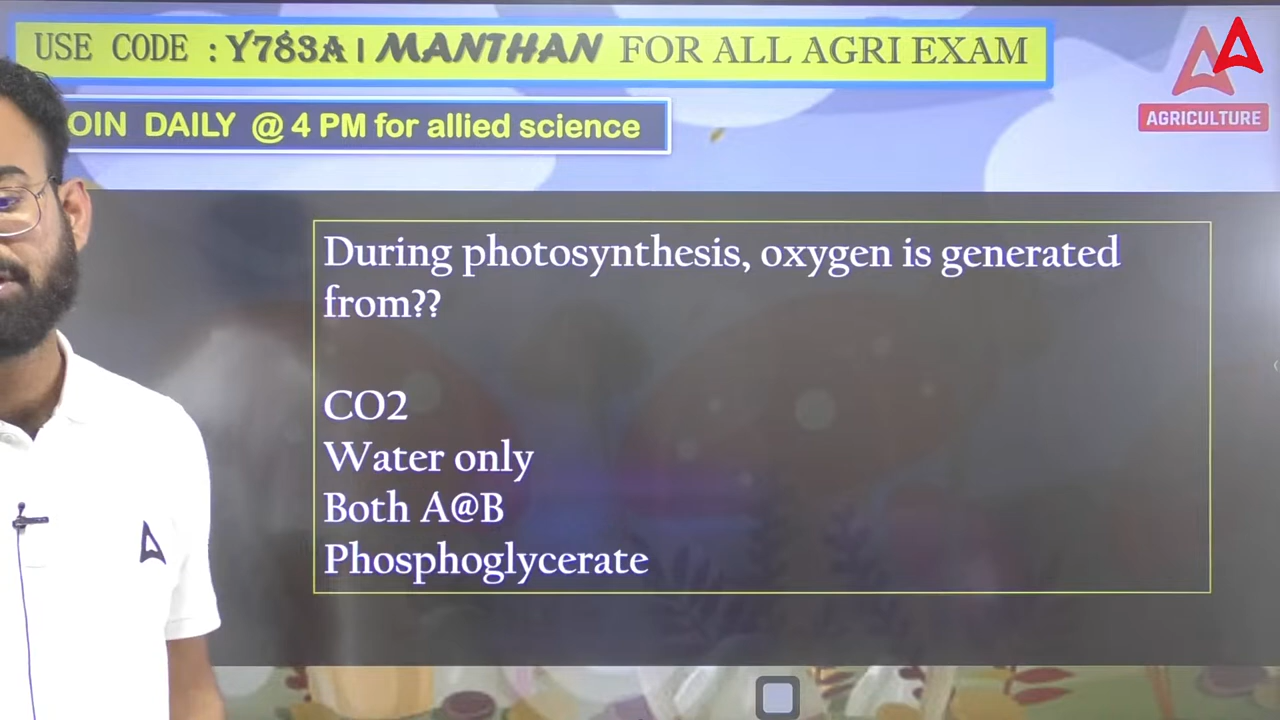 USE CODE : Y783A | MANTHAN FOR ALL AGRI EXAM
OIN DAILY @ 4 PM for allied science
AGRICULTURE
During photosynthesis, oxygen is generated
from??
CO2
Water only
Both A@B
Phosphoglycerate